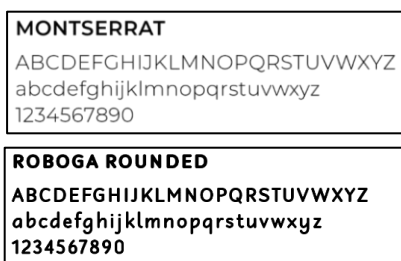 MONTSERRAT
ABCDEFGHIJKLMNOPQRSTUVWXYZ
abcdefghijklmnopqrstuvwxyz
1234567890
ROBOGA ROUNDED
ABCDEFGHIJKLMNOPQRSTUVWXYZ
abcdefghijklmnopqrstuvwxyz
1234567890